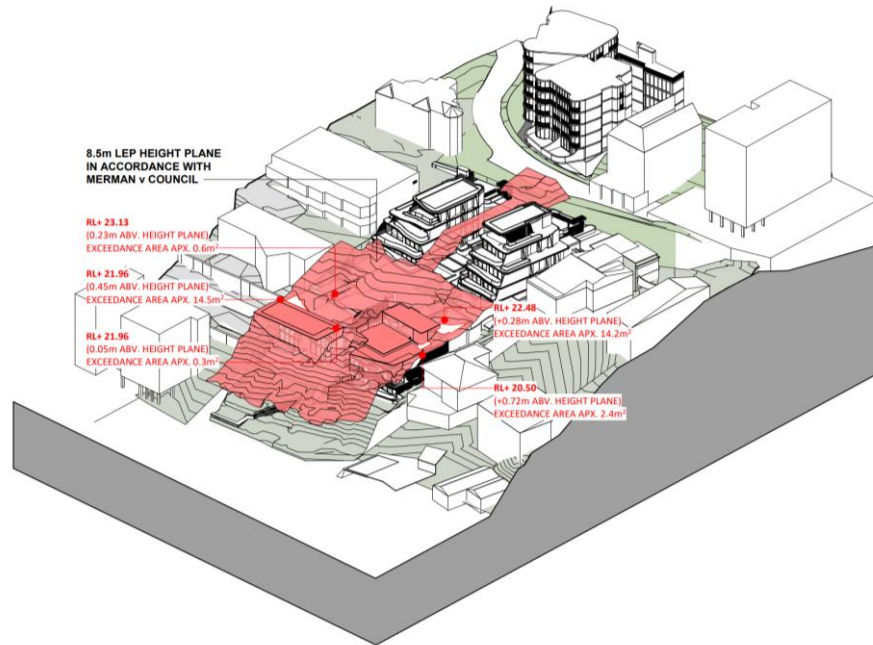 8.5m LEP HEIGHT PLANE
IN ACCORDANCE WITH
MERMAN v COUNCIL
RL+ 23.13
(0.23m ABV. HEIGHT PLANE)
EXCEEDANCE AREA APX. 0.6m²
RL+ 21.96
(0.45m ABV. HEIGHT PLANE)
EXCEEDANCE AREA APX. 14.5m²
RL+ 21.96
(0.05m ABV. HEIGHT PLANE)
EXCEEDANCE AREA APX. 0.3m²
RL+ 22.48
(+0.28m ABV. HEIGHT PLANE)
EXCEEDANCE AREA APX. 14.2m²
RL+ 20.50
(+0.72m ABV. HEIGHT PLANE)
EXCEEDANCE AREA APX. 2.4m²